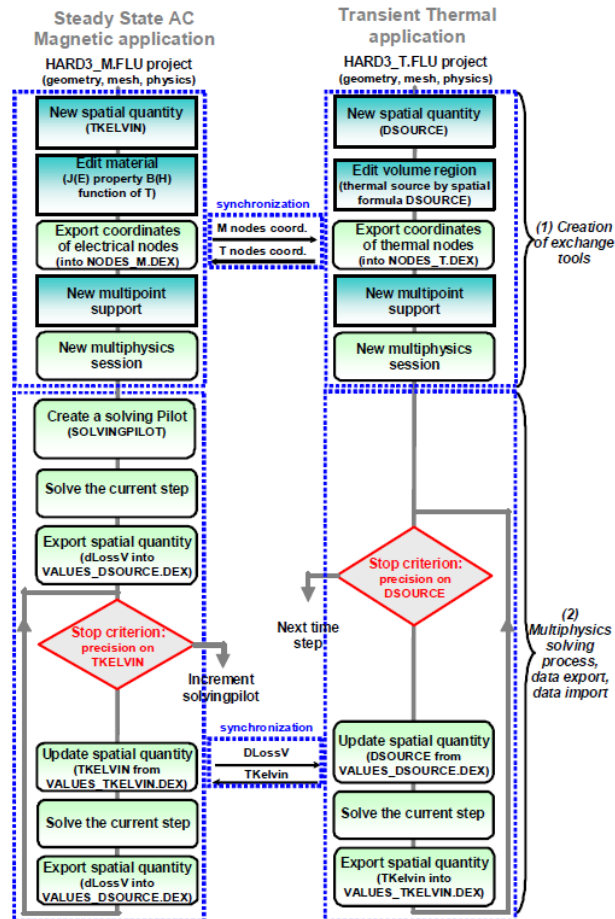 Steady State AC
Magnetic application
HARD3_M.FLU project
(geometry, mesh, physics)
New spatial quantity
(TKELVIN)
Edit material
(J(E) property B(H)
function of T)
Export coordinates
of electrical nodes
(into NODES_M.DEX)
New multipoint
support
New multiphysics
session
Create a solving Pilot
(SOLVINGPILOT)
Solve the current step
Export spatial quantity
(dLossV into
VALUES_DSOURCE.DEX)
Stop criterion:
precision on
TKELVIN
Increment
solvingpilot
Update spatial quantity
(TKELVIN from
VALUES_TKELVIN.DEX)
Solve the current step
Export spatial quantity
(dLossV into
VALUES_DSOURCE.DEX)
synchronization
M nodes coord.
T nodes coord.
synchronization
DLossV
TKelvin
Transient Thermal
application
HARD3_T.FLU project
(geometry, mesh, physics)
New spatial quantity
(DSOURCE)
Edit volume region
(thermal source by spatial
formula DSOURCE)
Export coordinates
of thermal nodes
(into NODES_T.DEX)
New multipoint
support
New multiphysics
session
Stop criterion:
precision on
DSOURCE
Next time
step
Update spatial quantity
(DSOURCE from
VALUES_DSOURCE.DEX)
Solve the current step
Export spatial quantity
(TKelvin into
VALUES_TKELVIN.DEX)
(1) Creation
of exchange
tools
(2)
Multiphysics
solving
process,
data export,
data import